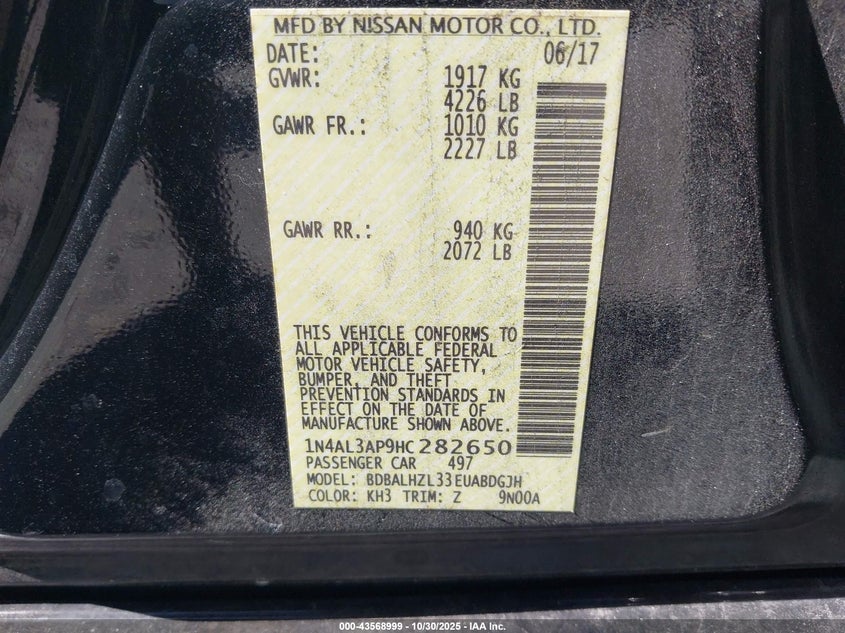 MFD BY NISSAN MOTOR CO., LTD.
DATE: 06/17
GVWR: 1917 KG
4226 LB
GAWR FR.: 1010 KG
2227 LB
GAWR RR.: 940 KG
2072 LB
THIS VEHICLE CONFORMS TO
ALL APPLICABLE FEDERAL
MOTOR VEHICLE SAFETY,
BUMPER, AND THEFT
PREVENTION STANDARDS IN
EFFECT ON THE DATE OF
MANUFACTURE SHOWN ABOVE.
1N4AL3AP9HC282650
PASSENGER CAR 497
MODEL: BDBALHZL33EUABDGJH
COLOR: KH3 TRIM: Z 9N00A
000-43568999 - 10/30/2025 - IAA Inc.